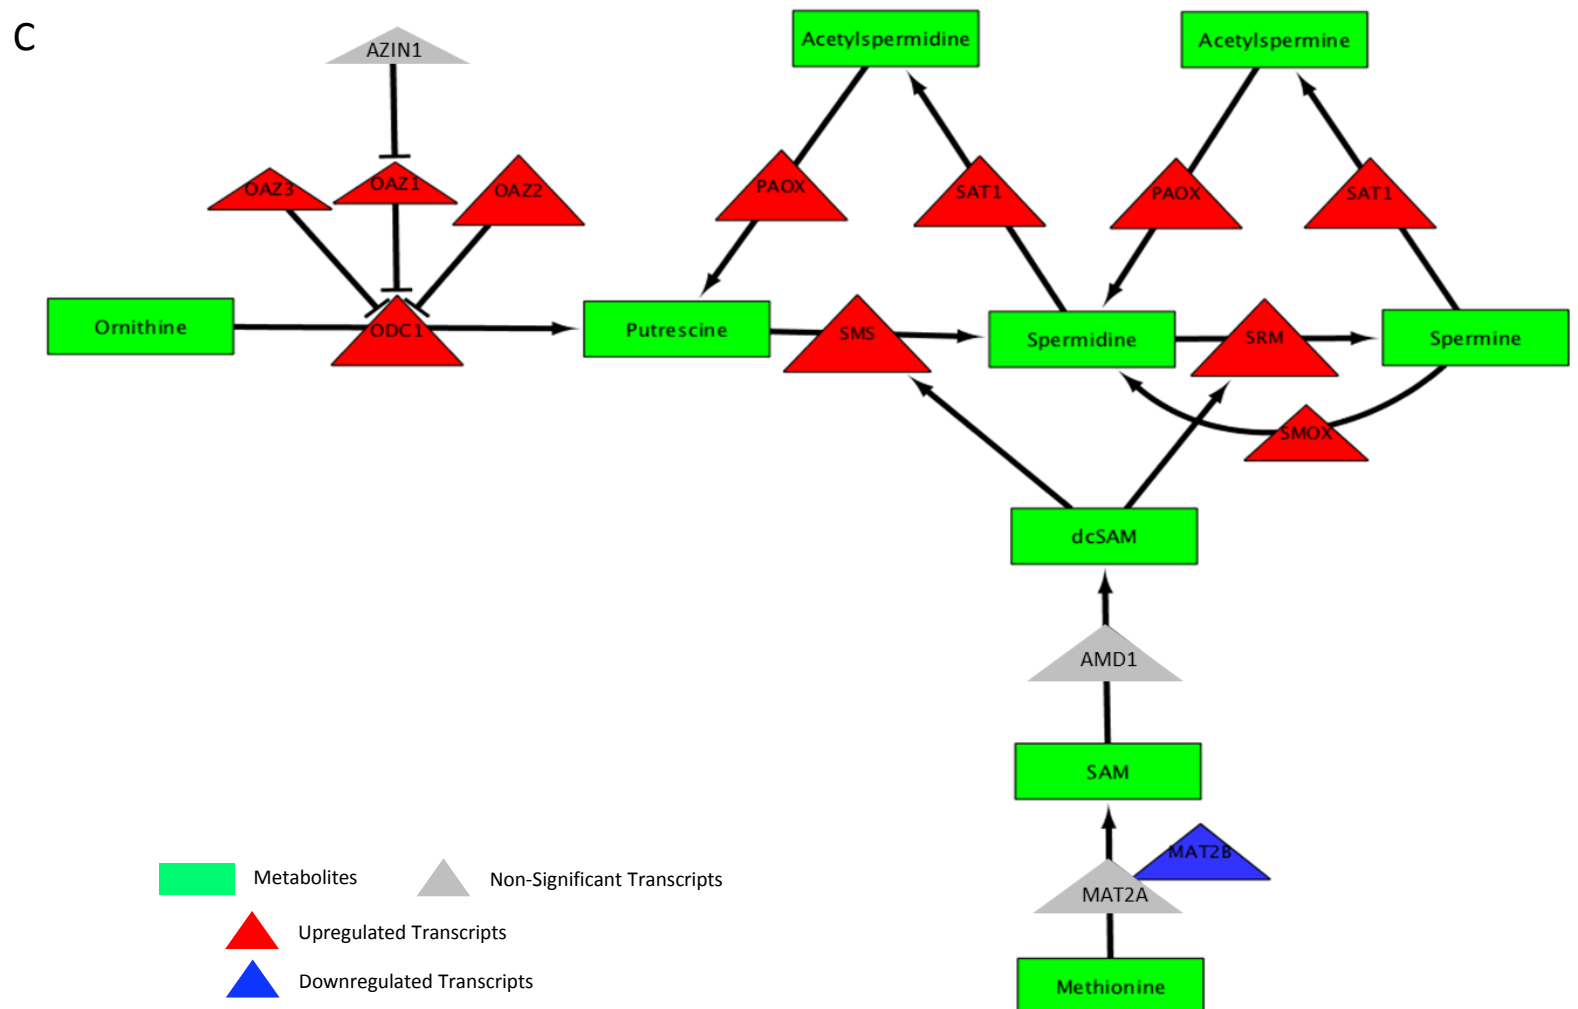 C
AZIN1
Acetylspermidine
Acetylspermine
OAZ3
OAZ1
OAZ2
PAOX
SAT1
PAOX
SAT1
Ornithine
ODC1
Putrescine
SMS
Spermidine
SRM
Spermine
SMOX
dcSAM
AMD1
SAM
MAT2B
MAT2A
Methionine
Metabolites
Non-Significant Transcripts
Upregulated Transcripts
Downregulated Transcripts